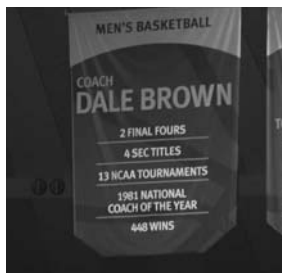 MEN'S BASKETBALL
COACH
DALE BROWN
2 FINAL FOURS
4 SEC TITLES
13 NCAA TOURNAMENTS
1981 NATIONAL
COACH OF THE YEAR
448 WINS